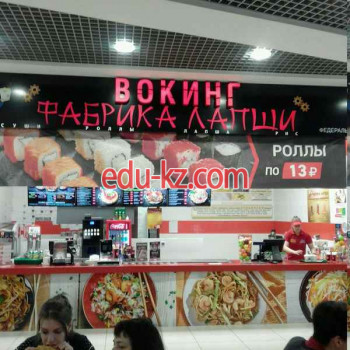 ВОКИНГ
ФАБРИКА ЛАПШИ
СУШИ РОЛЛЫ ЛАПША РИС
РОЛЛЫ
ПО 13₽
edu-kz.com